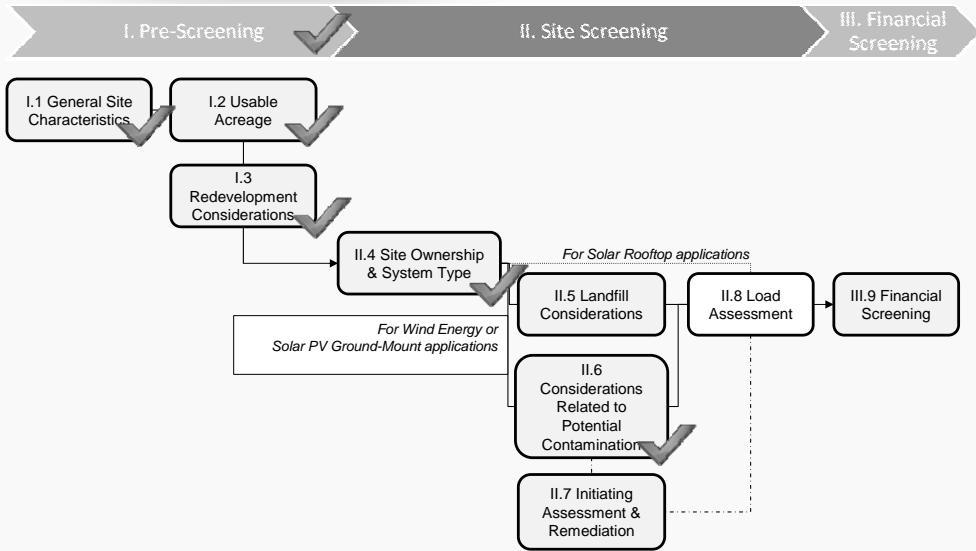 I. Pre-Screening
II. Site Screening
III. Financial
Screening
I.1 General Site
Characteristics
I.2 Usable
Acreage
I.3
Redevelopment
Considerations
II.4 Site Ownership
& System Type
For Solar Rooftop applications
II.5 Landfill
Considerations
II.8 Load
Assessment
III.9 Financial
Screening
For Wind Energy or
Solar PV Ground-Mount applications
II.6
Considerations
Related to
Potential
Contamination
II.7 Initiating
Assessment &
Remediation